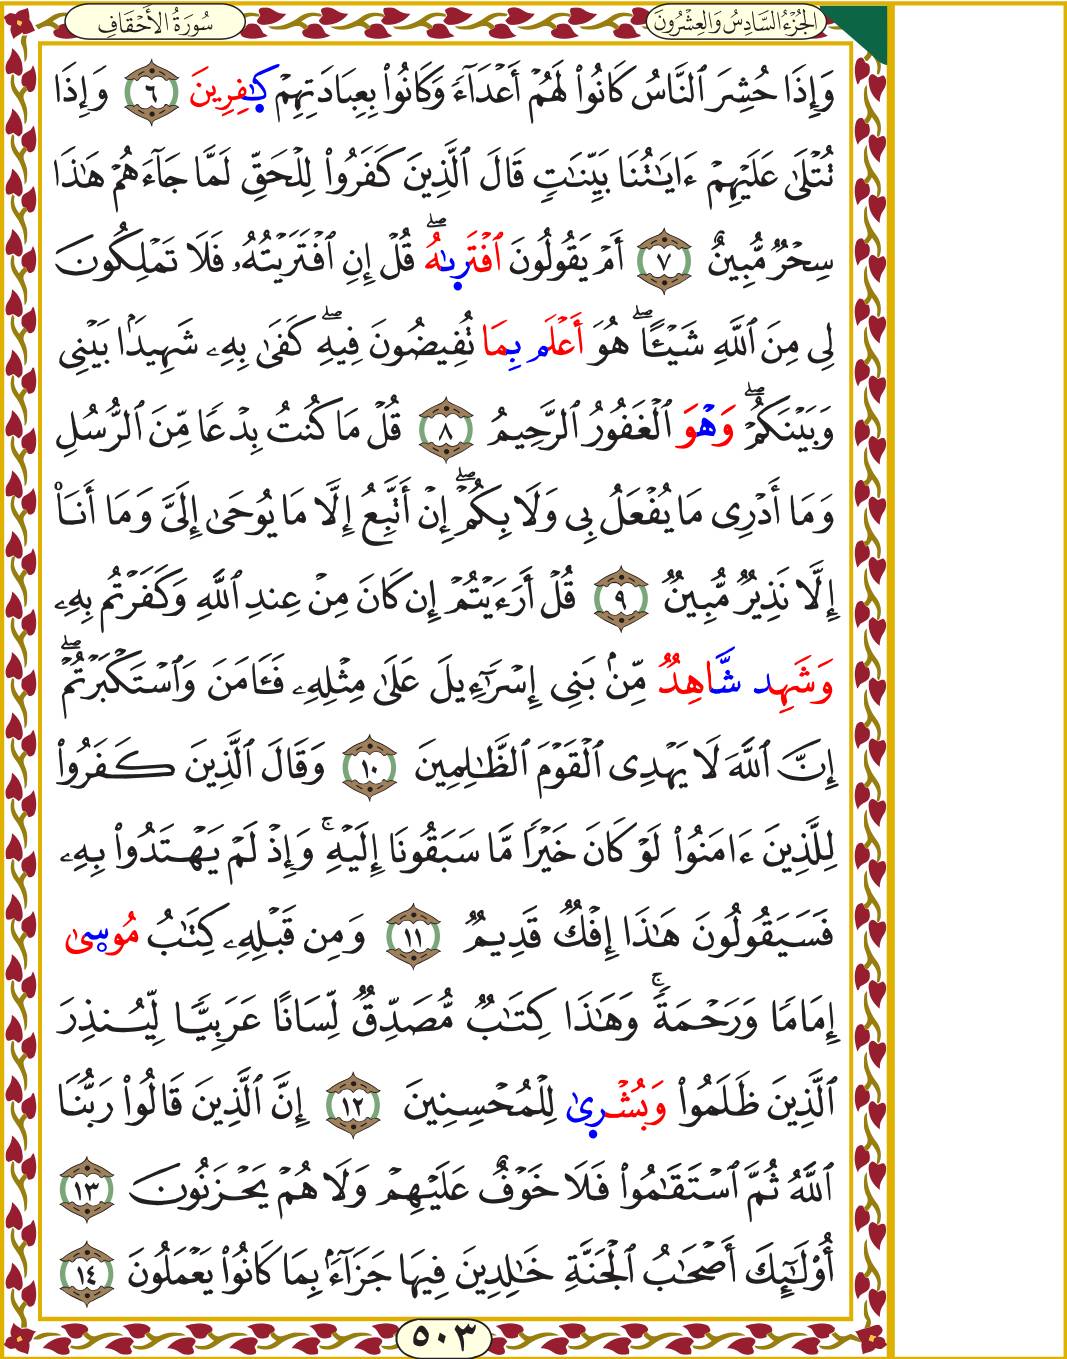 سُورَةُ الأَحْقَافِ
الجُزْءُ السَّادِسُ وَالعِشْرُونَ
وَإِذَا حُشِرَ ٱلنَّاسُ كَانُوا۟ لَهُمْ أَعْدَآءً وَكَانُوا۟ بِعِبَادَتِهِمْ كَٰفِرِينَ ٦ وَإِذَا
تُتْلَىٰ عَلَيْهِمْ ءَايَٰتُنَا بَيِّنَٰتٍ قَالَ ٱلَّذِينَ كَفَرُوا۟ لِلْحَقِّ لَمَّا جَآءَهُمْ هَٰذَا
سِحْرٌ مُّبِينٌ ٧ أَمْ يَقُولُونَ ٱفْتَرِىٰهُ ۖ قُلْ إِنِ ٱفْتَرَيْتُهُۥ فَلَا تَمْلِكُونَ
لِى مِنَ ٱللَّهِ شَيْـًٔا ۖ هُوَ أَعْلَم بِمَا تُفِيضُونَ فِيهِ ۖ كَفَىٰ بِهِۦ شَهِيدًۢا بَيْنِى
وَبَيْنَكُمْ ۖ وَهْوَ ٱلْغَفُورُ ٱلرَّحِيمُ ٨ قُلْ مَا كُنتُ بِدْعًا مِّنَ ٱلرُّسُلِ
وَمَا أَدْرِى مَا يُفْعَلُ بِى وَلَا بِكُمْ ۖ إِنْ أَتَّبِعُ إِلَّا مَا يُوحَىٰ إِلَىَّ وَمَا أَنَا۠
إِلَّا نَذِيرٌ مُّبِينٌ ٩ قُلْ أَرَءَيْتُمْ إِن كَانَ مِنْ عِندِ ٱللَّهِ وَكَفَرْتُم بِهِۦ
وَشَهِد شَّاهِدٌ مِّنۢ بَنِى إِسْرَٰٓءِيلَ عَلَىٰ مِثْلِهِۦ فَـَٔامَنَ وَٱسْتَكْبَرْتُمْ ۖ
إِنَّ ٱللَّهَ لَا يَهْدِى ٱلْقَوْمَ ٱلظَّٰلِمِينَ ١٠ وَقَالَ ٱلَّذِينَ كَفَرُوا۟
لِلَّذِينَ ءَامَنُوا۟ لَوْ كَانَ خَيْرًا مَّا سَبَقُونَا إِلَيْهِ ۚ وَإِذْ لَمْ يَهْتَدُوا۟ بِهِۦ
فَسَيَقُولُونَ هَٰذَا إِفْكٌ قَدِيمٌ ١١ وَمِن قَبْلِهِۦ كِتَٰبُ مُوسِىٰ
إِمَامًا وَرَحْمَةً ۚ وَهَٰذَا كِتَٰبٌ مُّصَدِّقٌ لِّسَانًا عَرَبِيًّا لِّيُنذِرَ
ٱلَّذِينَ ظَلَمُوا۟ وَبُشْرِىٰ لِلْمُحْسِنِينَ ١٢ إِنَّ ٱلَّذِينَ قَالُوا۟ رَبُّنَا
ٱللَّهُ ثُمَّ ٱسْتَقَٰمُوا۟ فَلَا خَوْفٌ عَلَيْهِمْ وَلَا هُمْ يَحْزَنُونَ ١٣
أُو۟لَٰٓئِكَ أَصْحَٰبُ ٱلْجَنَّةِ خَٰلِدِينَ فِيهَا جَزَآءًۢ بِمَا كَانُوا۟ يَعْمَلُونَ ١٤
٥٠٣